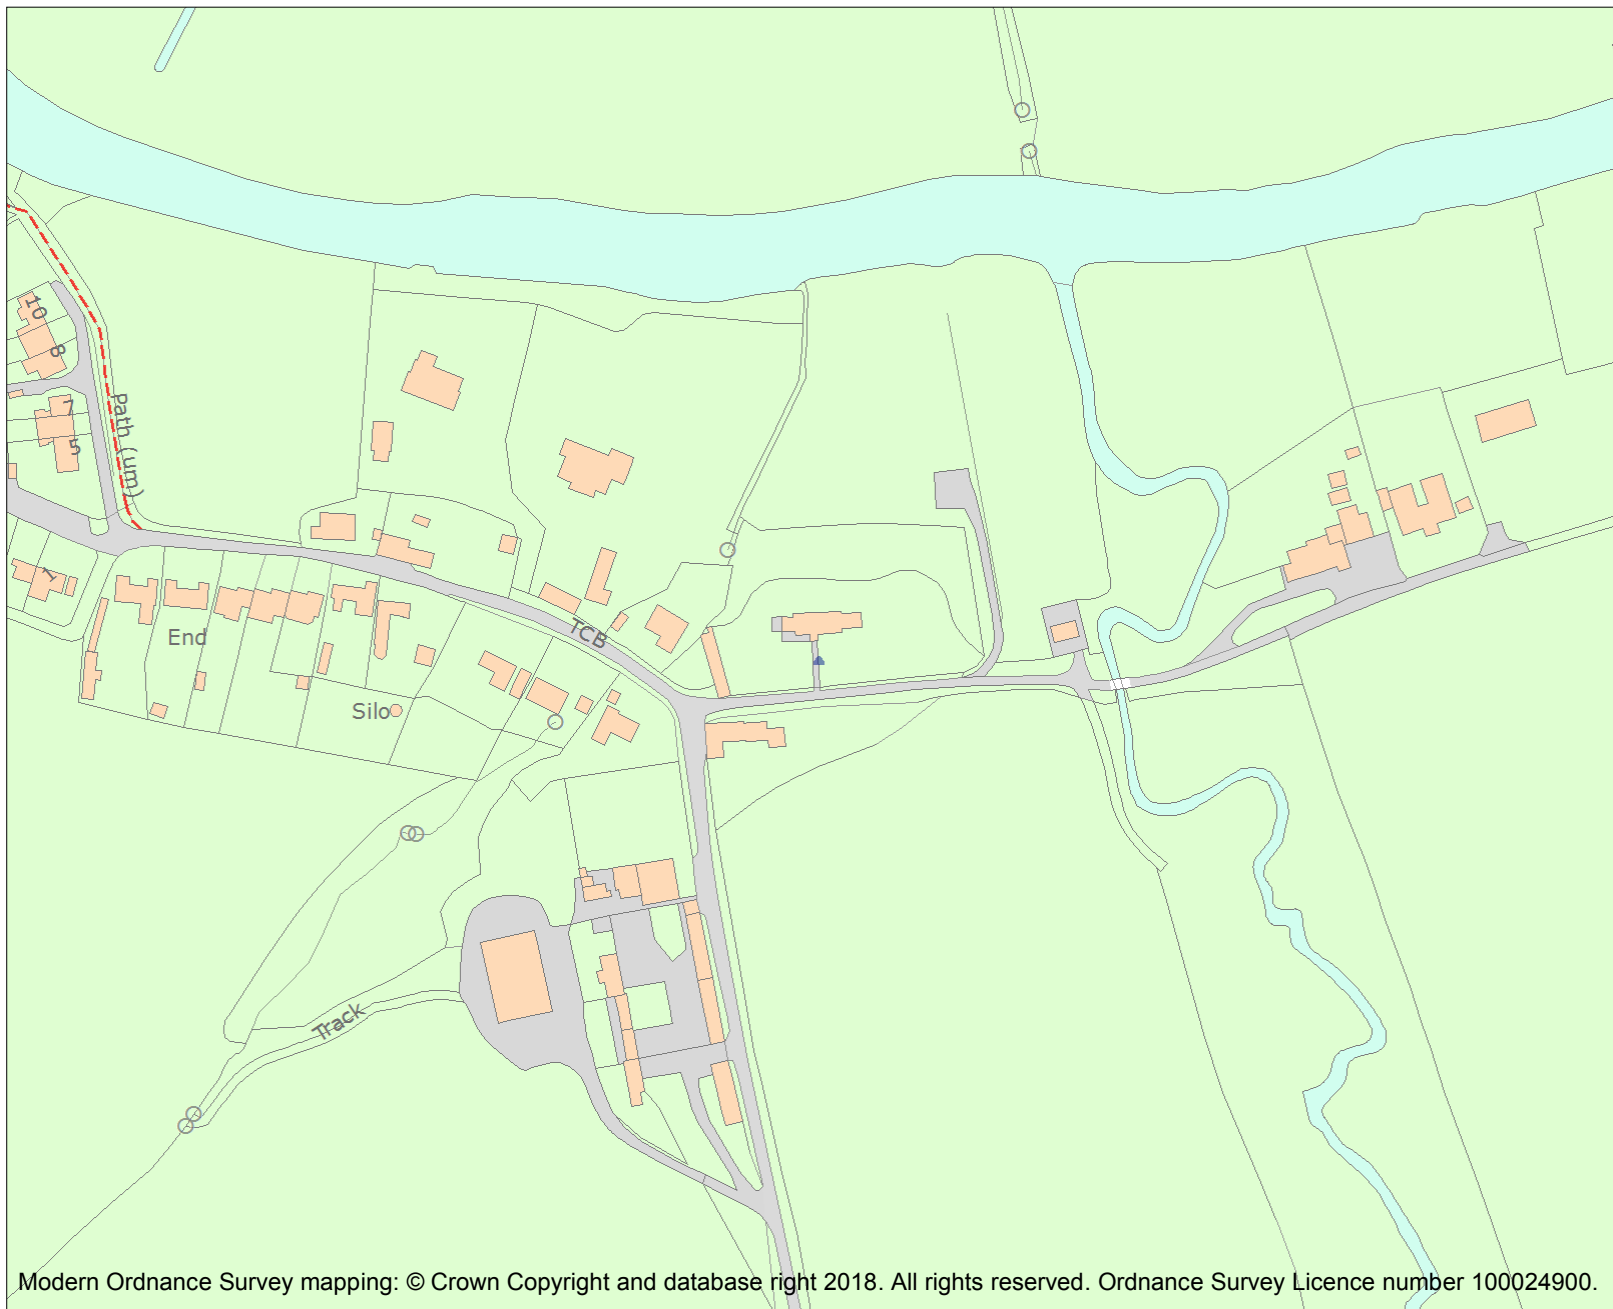 10
8
7
5
Path (um)
1
End
TCB
Silo
Track
Modern Ordnance Survey mapping: © Crown Copyright and database right 2018. All rights reserved. Ordnance Survey Licence number 100024900.